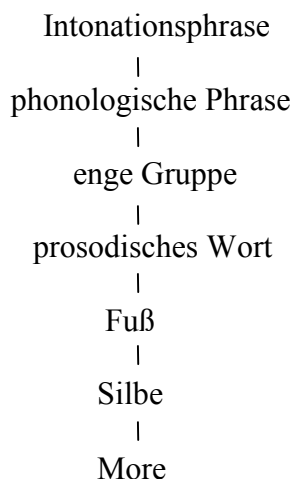 Intonationsphrase
phonologische Phrase
enge Gruppe
prosodisches Wort
Fuß
Silbe
More